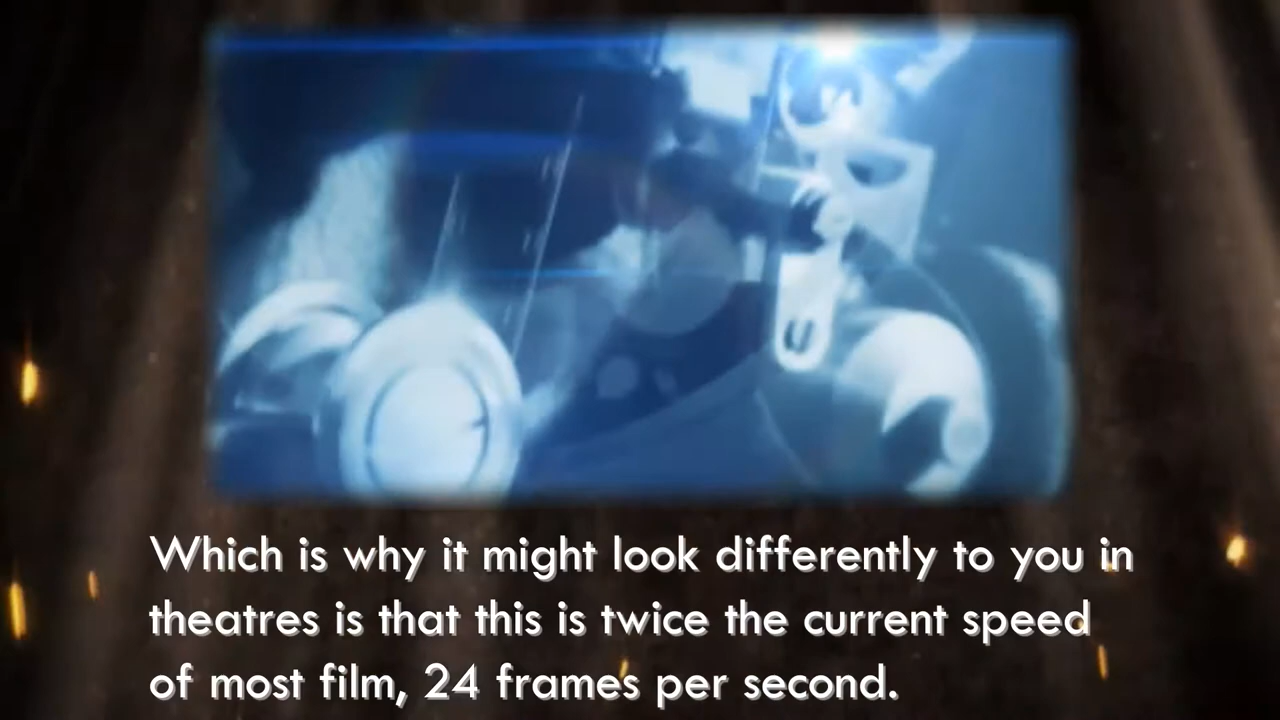 Which is why it might look differently to you in
theatres is that this is twice the current speed
of most film, 24 frames per second.